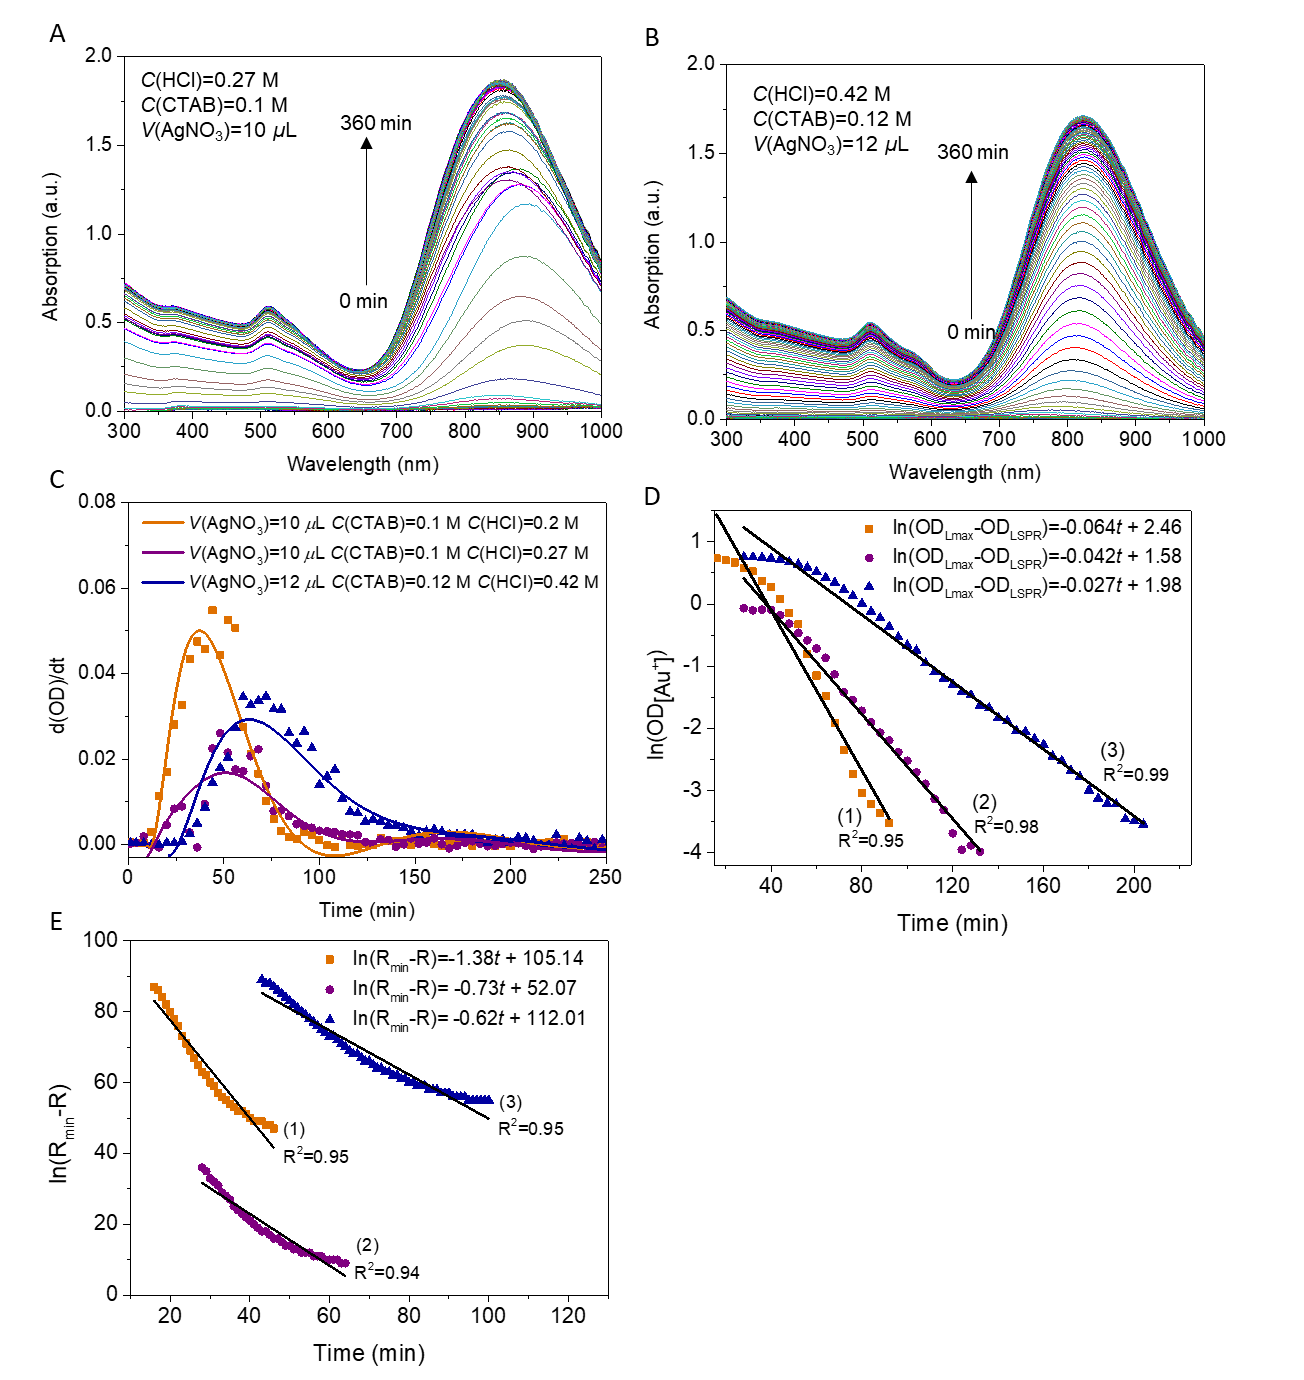 A
2.0
1.5
1.0
0.5
0.0
Absorption (a.u.)
C(HCl)=0.27 M
C(CTAB)=0.1 M
V(AgNO3)=10 µL
360 min
0 min
300 400 500 600 700 800 900 1000
Wavelength (nm)
B
2.0
1.5
1.0
0.5
0.0
Absorption (a.u.)
C(HCl)=0.42 M
C(CTAB)=0.12 M
V(AgNO3)=12 µL
360 min
0 min
300 400 500 600 700 800 900 1000
Wavelength (nm)
C
0.08
0.06
0.04
0.02
0.00
d(OD)/dt
V(AgNO3)=10 µL C(CTAB)=0.1 M C(HCl)=0.2 M
V(AgNO3)=10 µL C(CTAB)=0.1 M C(HCl)=0.27 M
V(AgNO3)=12 µL C(CTAB)=0.12 M C(HCl)=0.42 M
0 50 100 150 200 250
Time (min)
D
1
0
-1
-2
-3
-4
ln(OD[Au+])
ln(ODLmax-ODLSPR)=-0.064t + 2.46
ln(ODLmax-ODLSPR)=-0.042t + 1.58
ln(ODLmax-ODLSPR)=-0.027t + 1.98
(3)
R2=0.99
(2)
R2=0.98
(1)
R2=0.95
40 80 120 160 200
Time (min)
E
100
80
60
40
20
0
ln(Rmin-R)
ln(Rmin-R)=-1.38t + 105.14
ln(Rmin-R)= -0.73t + 52.07
ln(Rmin-R)= -0.62t + 112.01
(3)
R2=0.95
(1)
R2=0.95
(2)
R2=0.94
20 40 60 80 100 120
Time (min)